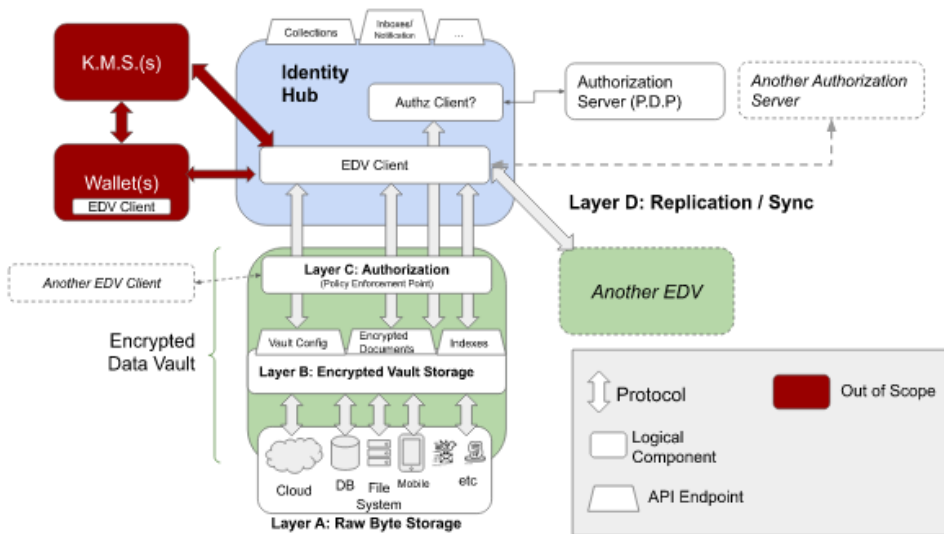 Collections
Inboxes/
Notification
...
K.M.S.(s)
Identity
Hub
Authz Client?
Authorization
Server (P.D.P)
Another Authorization
Server
EDV Client
Wallet(s)
EDV Client
Layer D: Replication / Sync
Another EDV Client
Layer C: Authorization
(Policy Enforcement Point)
Another EDV
Encrypted
Data Vault
Vault Config
Encrypted
Documents
Indexes
Layer B: Encrypted Vault Storage
Protocol
Out of Scope
Logical
Component
API Endpoint
Cloud
DB
File
System
Mobile
etc
Layer A: Raw Byte Storage